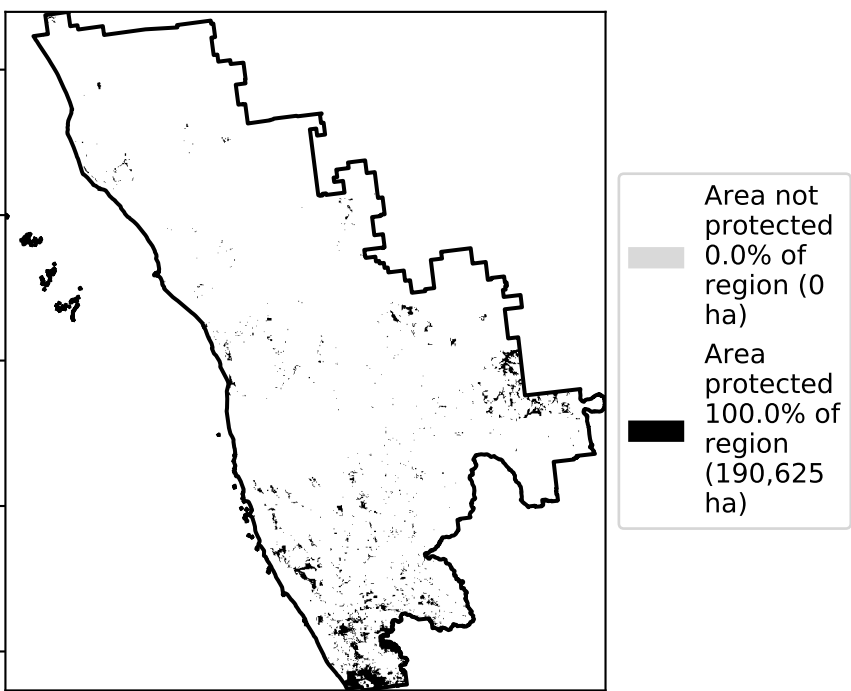 Area not
protected
0.0% of
region (0
ha)
Area
protected
100.0% of
region
(190,625
ha)